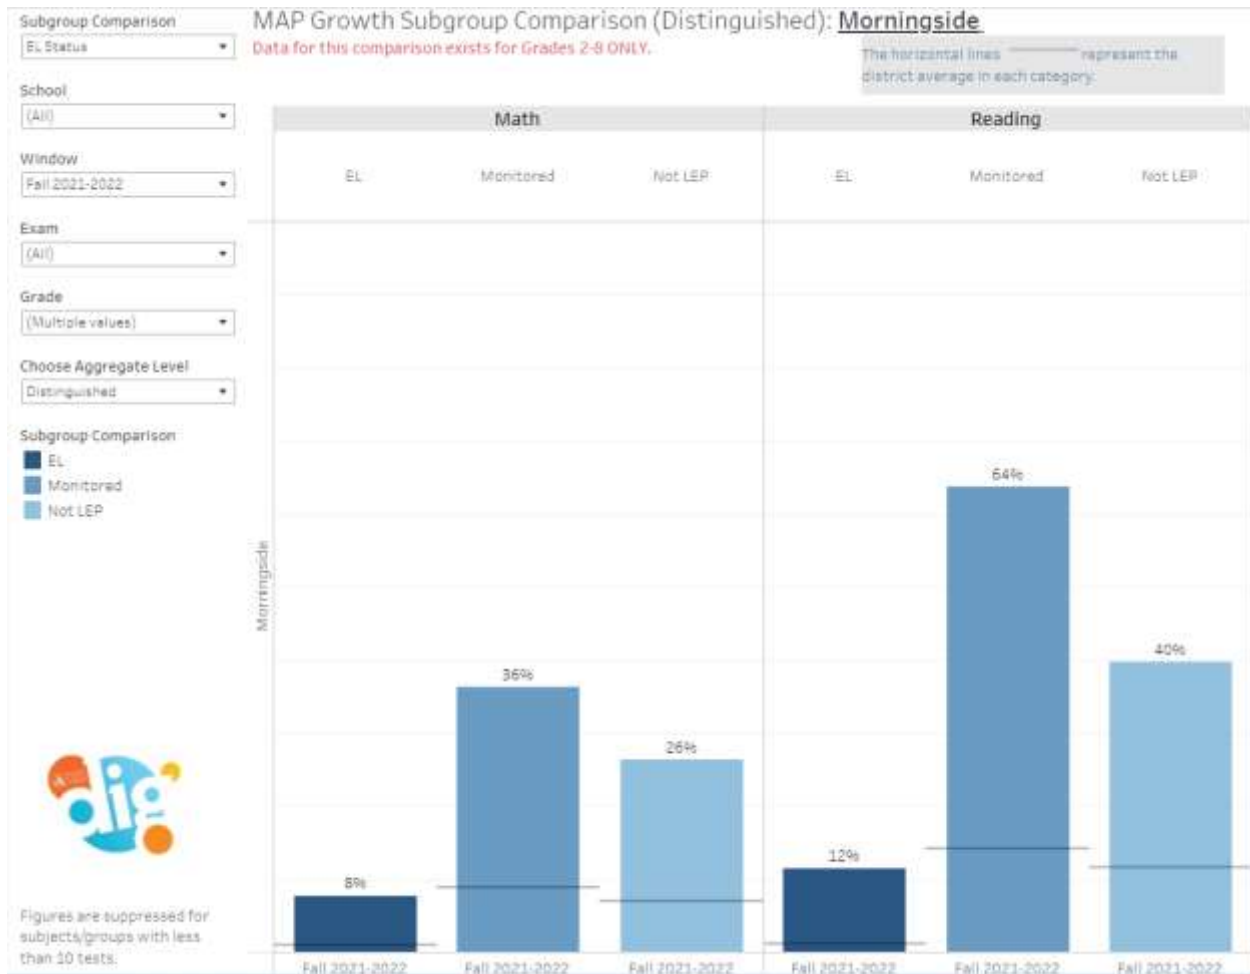 Subgroup Comparison
EL Status
School
(All)
Window
Fall 2021-2022
Exam
(All)
Grade
(Multiple values)
Choose Aggregate Level
Distinguished
Subgroup Comparison
EL
Monitored
Not LEP
dig
Figures are suppressed for
subjects/groups with less
than 10 tests.
MAP Growth Subgroup Comparison (Distinguished): Morningside
Data for this comparison exists for Grades 2-8 ONLY.
The horizontal lines represent the
district average in each category.
Math Reading
EL Monitored Not LEP EL Monitored Not LEP
Morningside
64%
40%
36%
26%
12%
8%
Fall 2021-2022 Fall 2021-2022 Fall 2021-2022 Fall 2021-2022 Fall 2021-2022 Fall 2021-2022